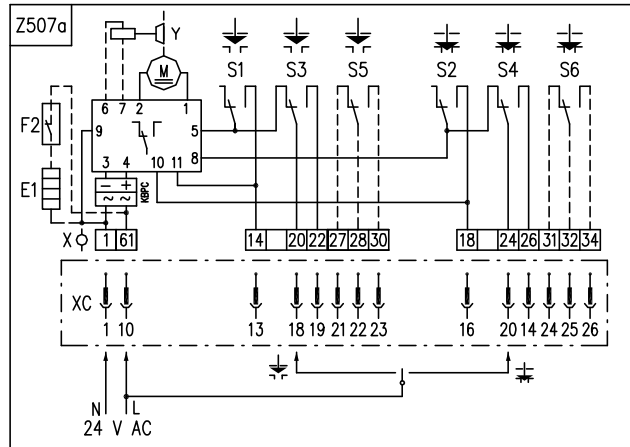 Z507a
Y
M
S1 S3 S5 S2 S4 S6
6 7 2 1
F2
9 5
8
3 4 10 11
E1
− +
~ ~
KBPC
X 1 61 14 20 22 27 28 30 18 24 26 31 32 34
XC
1 10 13 18 19 21 22 23 16 20 14 24 25 26
N L
24 V AC